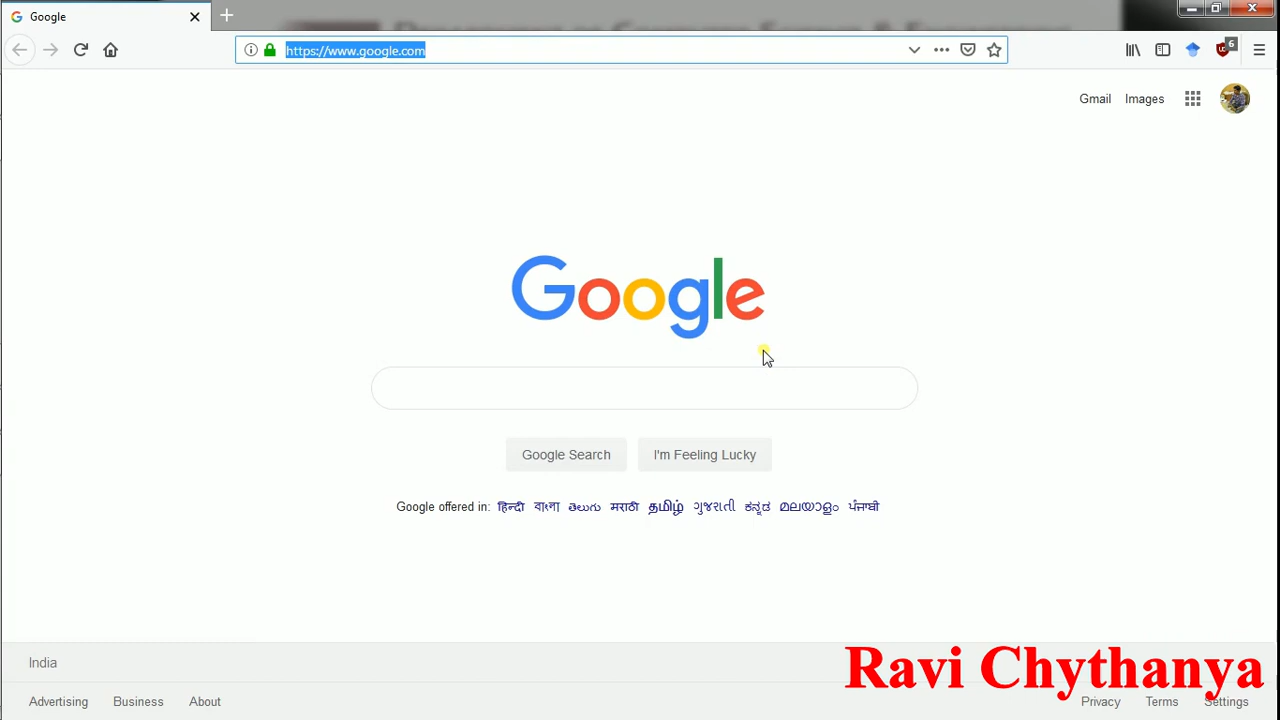 Google
https://www.google.com
6
Gmail Images
Google
Google Search I'm Feeling Lucky
Google offered in: हिन्दी বাংলা తెలుగు मराठी தமிழ் ગુજરાતી ಕನ್ನಡ മലയാളം ਪੰਜਾਬੀ
India
Ravi Chythanya
Advertising Business About Privacy Terms Settings